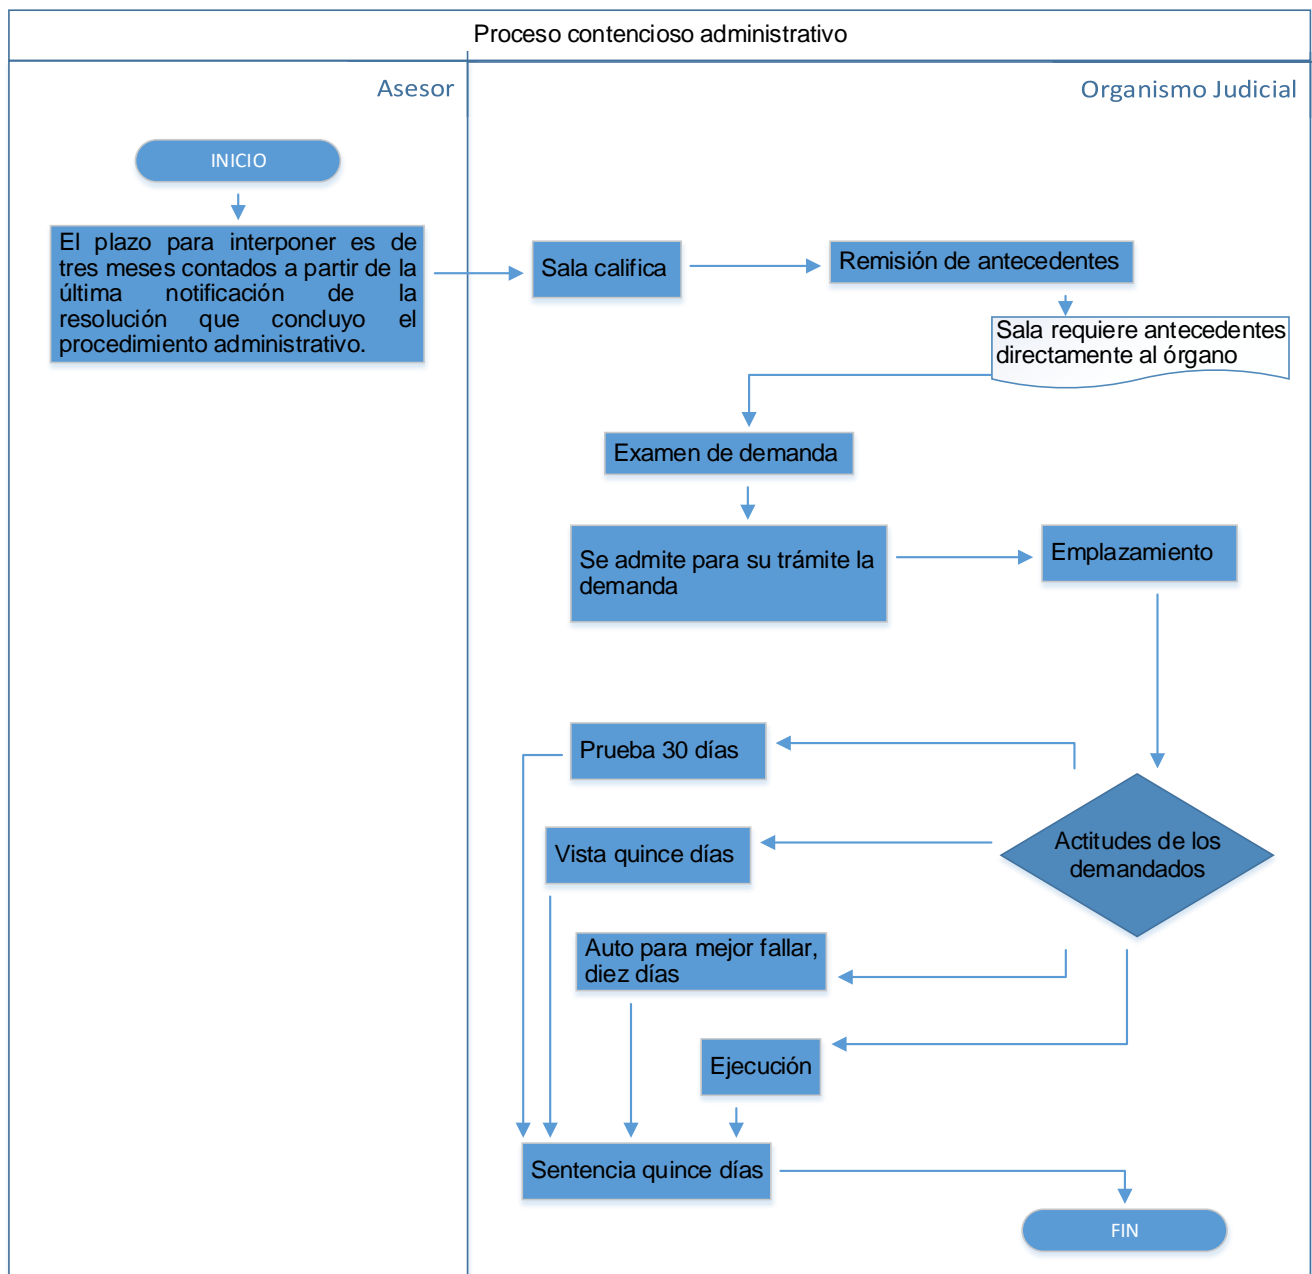 Proceso contencioso administrativo
Asesor
Organismo Judicial
INICIO
El plazo para interponer es de
tres meses contados a partir de la
última notificación de la
resolución que concluyo el
procedimiento administrativo.
Sala califica
Remisión de antecedentes
Sala requiere antecedentes
directamente al órgano
Examen de demanda
Se admite para su trámite la
demanda
Emplazamiento
Prueba 30 días
Actitudes de los
demandados
Vista quince días
Auto para mejor fallar,
diez días
Ejecución
Sentencia quince días
FIN